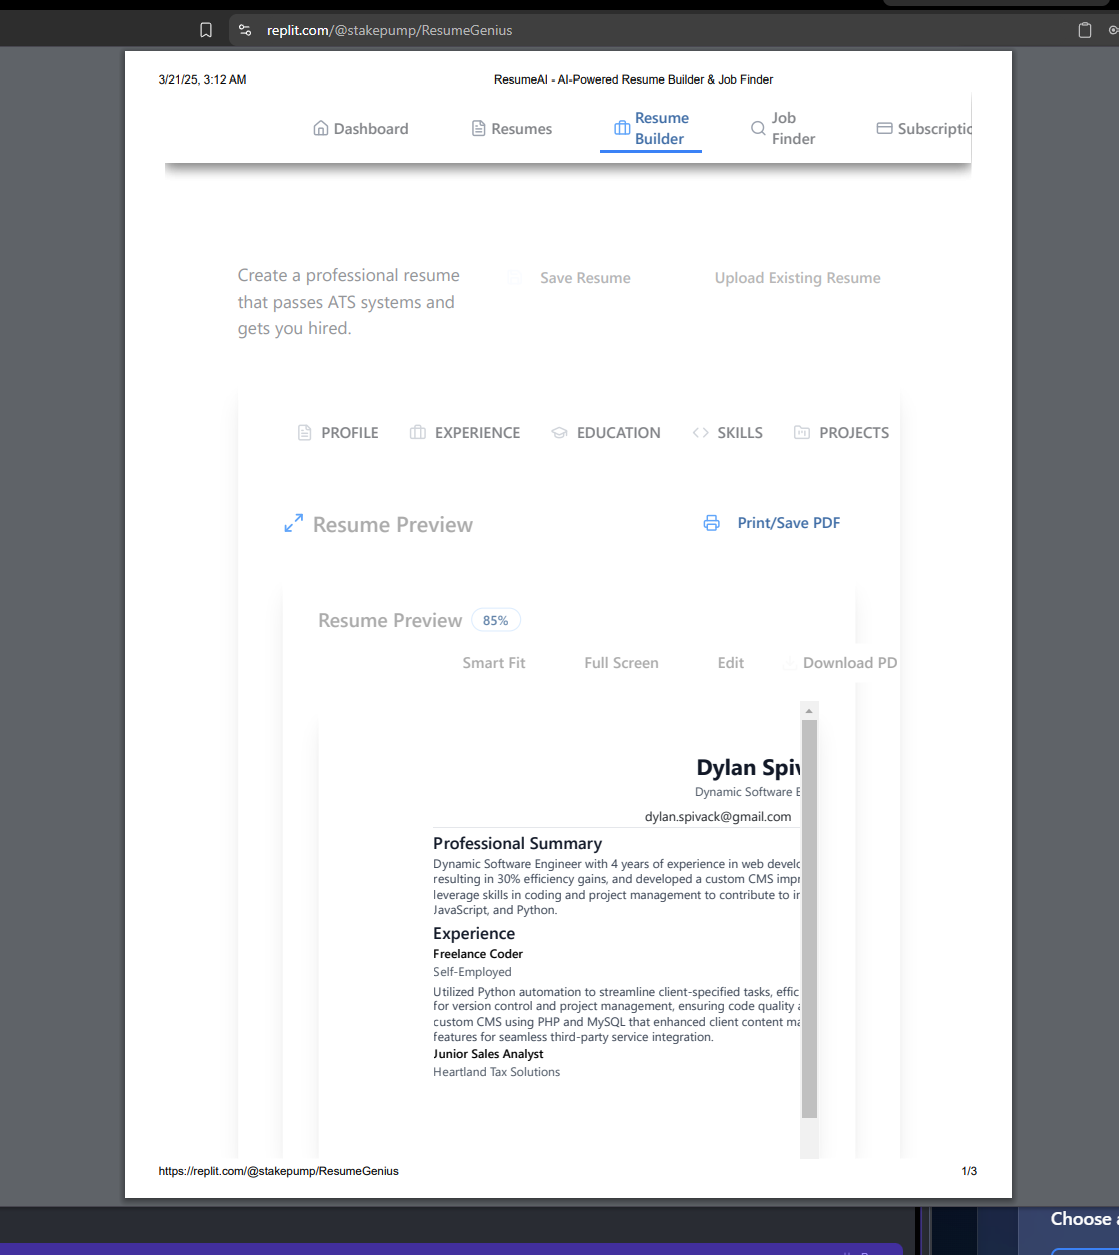 replit.com/@stakepump/ResumeGenius
3/21/25, 3:12 AM
ResumeAI - AI-Powered Resume Builder & Job Finder
Dashboard
Resumes
Resume
Builder
Job
Finder
Subscriptio
Create a professional resume
that passes ATS systems and
gets you hired.
Save Resume
Upload Existing Resume
PROFILE
EXPERIENCE
EDUCATION
SKILLS
PROJECTS
Resume Preview
Print/Save PDF
Resume Preview
85%
Smart Fit
Full Screen
Edit
Download PD
Dylan Spiv
Dynamic Software E
dylan.spivack@gmail.com
Professional Summary
Dynamic Software Engineer with 4 years of experience in web develo
resulting in 30% efficiency gains, and developed a custom CMS impr
leverage skills in coding and project management to contribute to in
JavaScript, and Python.
Experience
Freelance Coder
Self-Employed
Utilized Python automation to streamline client-specified tasks, effic
for version control and project management, ensuring code quality a
custom CMS using PHP and MySQL that enhanced client content ma
features for seamless third-party service integration.
Junior Sales Analyst
Heartland Tax Solutions
https://replit.com/@stakepump/ResumeGenius
1/3
Choose a